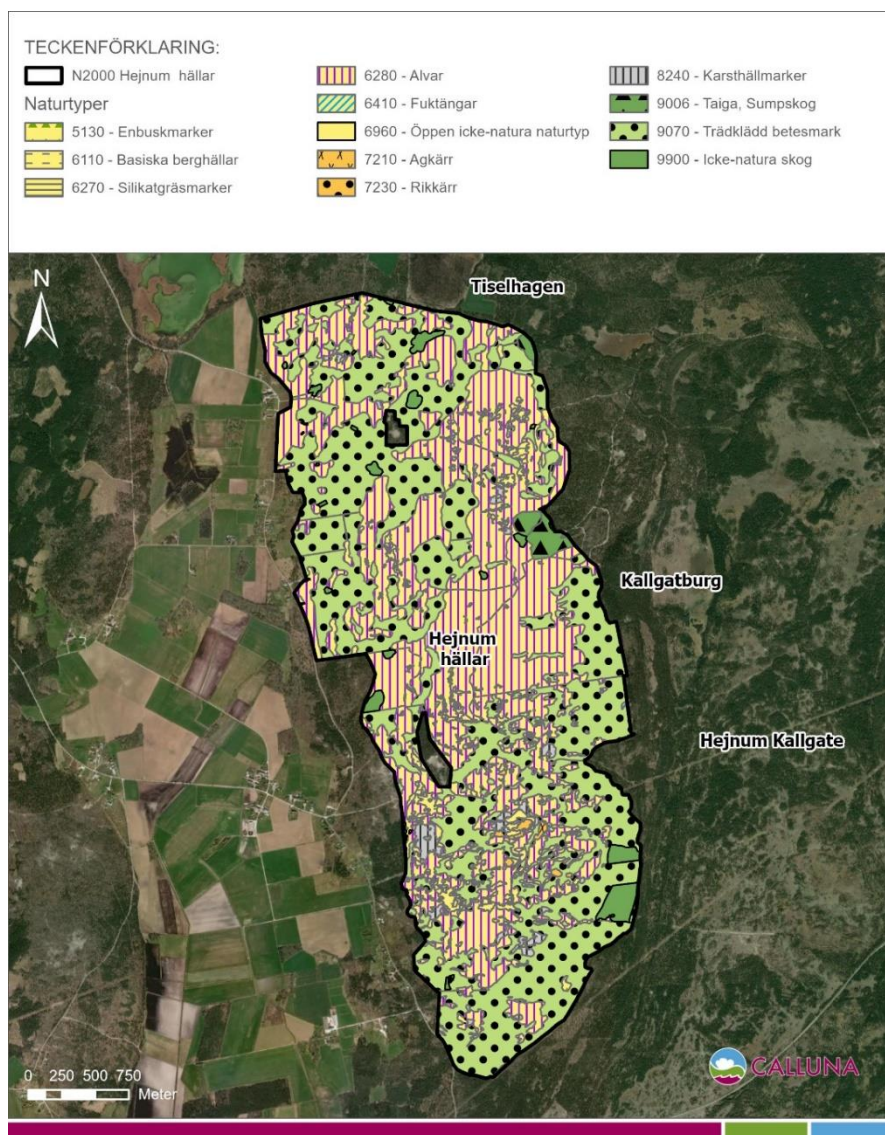 TECKENFÖRKLARING:
N2000 Hejnum hällar
Naturtyper
5130 - Enbuskmarker
6110 - Basiska berghällar
6270 - Silikatgräsmarker
6280 - Alvar
6410 - Fuktängar
6960 - Öppen icke-natura naturtyp
7210 - Agkärr
7230 - Rikkärr
8240 - Karsthällmarker
9006 - Taiga, Sumpskog
9070 - Trädklädd betesmark
9900 - Icke-natura skog
N
Tiselhagen
Kallgatburg
Hejnum
hällar
Hejnum Kallgate
0 250 500 750
Meter
CALLUNA